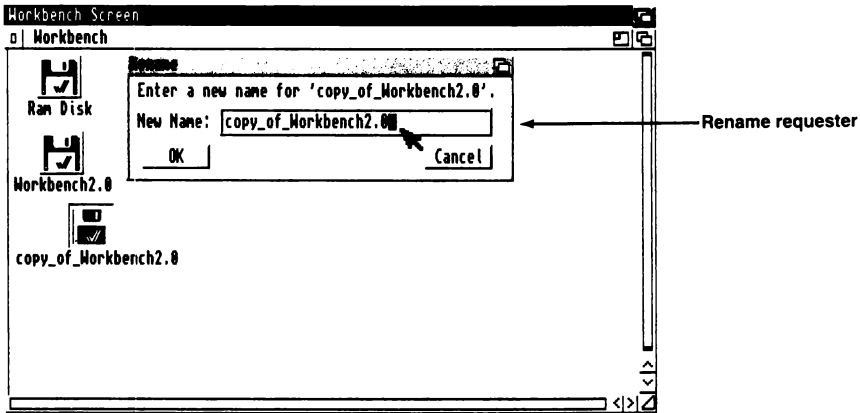 Workbench Screen
Workbench
Rename
Enter a new name for 'copy_of_Workbench2.0'.
New Name: copy_of_Workbench2.0
OK
Cancel
Ram Disk
Workbench2.0
copy_of_Workbench2.0
Rename requester